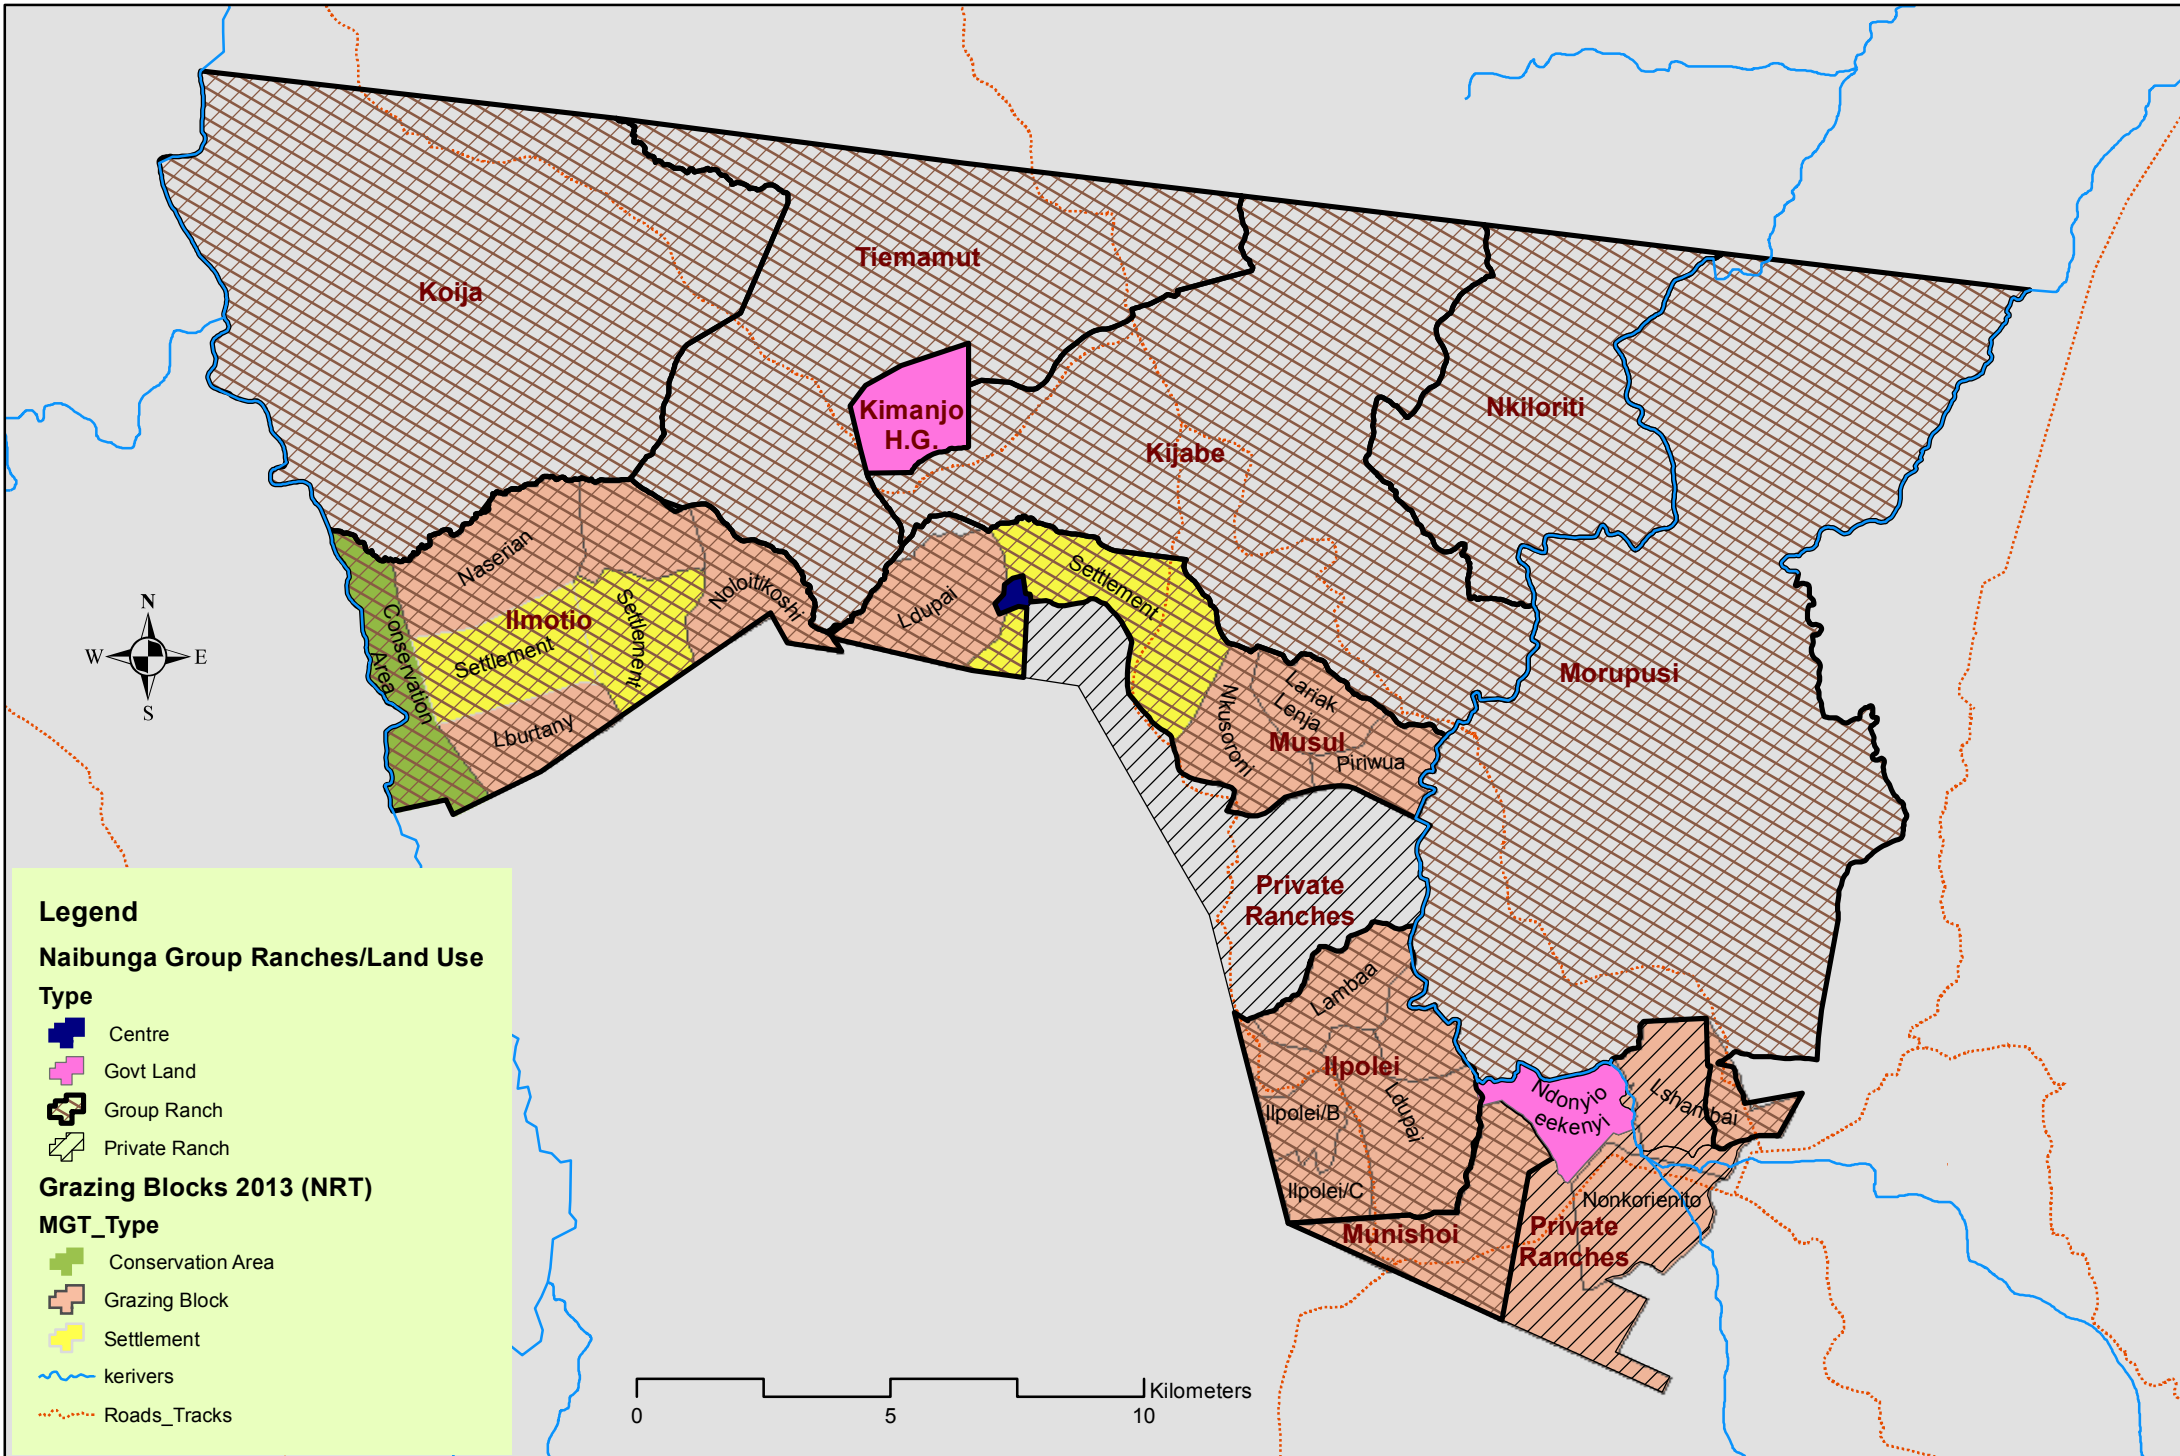 Koija
Tiemamut
Kimanjo
H.G.
Nkiloriti
Kijabe
Naserian
Ilmotio
Settlement
Settlement
Noloitikoshi
Conservation
Area
Lburtany
Ldupai
Settlement
Nkusoroni
Lariak
Lenja
Musul
Piriwua
Morupusi
N
W
E
S
Private
Ranches
Lambaa
Ilpolei
Ldupai
Ilpolei/B
Ilpolei/C
Munishoi
Ndonyio
eekenyi
Lshambai
Nonkorienito
Private
Ranches
Legend
Naibunga Group Ranches/Land Use
Type
Centre
Govt Land
Group Ranch
Private Ranch
Grazing Blocks 2013 (NRT)
MGT_Type
Conservation Area
Grazing Block
Settlement
kerivers
Roads_Tracks
Kilometers
0 5 10